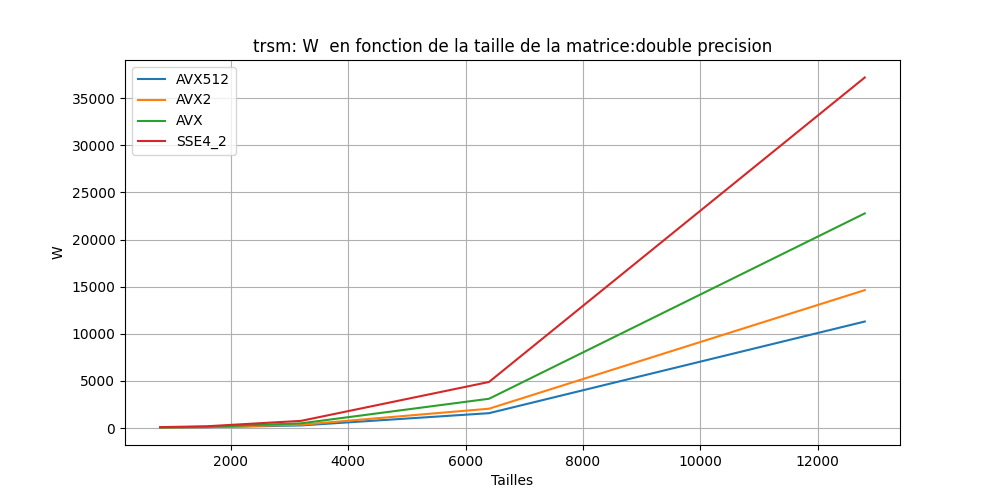 trsm: W  en fonction de la taille de la matrice:double precision
AVX512
AVX2
AVX
SSE4_2
35000
30000
25000
20000
15000
10000
5000
0
W
2000 4000 6000 8000 10000 12000
Tailles